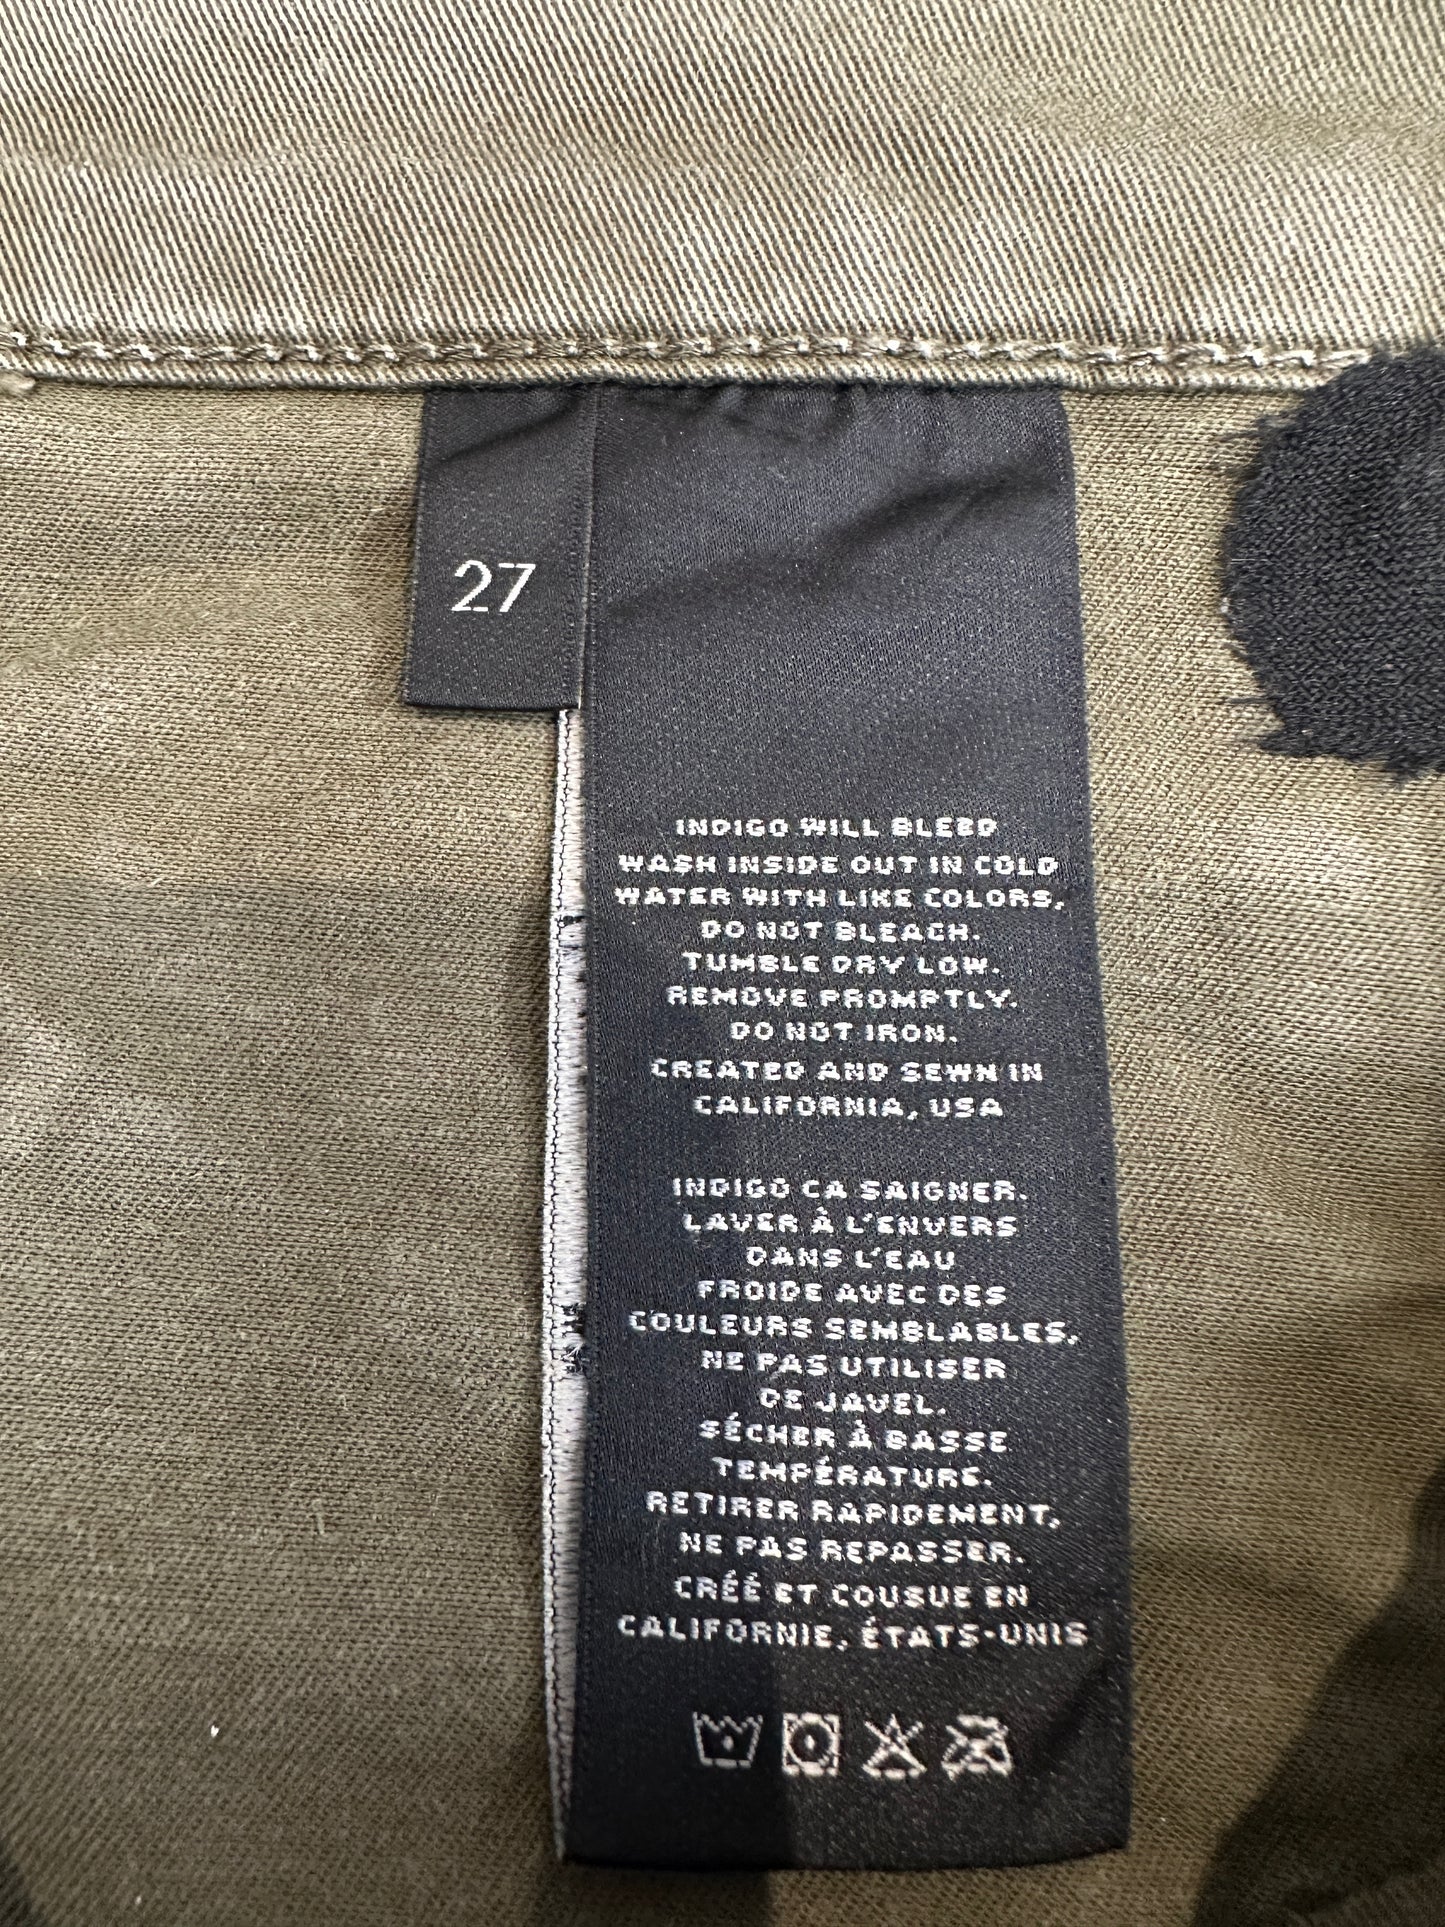 27
INDIGO WILL BLEED
WASH INSIDE OUT IN COLD
WATER WITH LIKE COLORS.
DO NOT BLEACH.
TUMBLE DRY LOW.
REMOVE PROMPTLY.
DO NOT IRON.
CREATED AND SEWN IN
CALIFORNIA, USA
INDIGO CA SAIGNER.
LAVER À L'ENVERS
DANS L'EAU
FROIDE AVEC DES
COULEURS SEMBLABLES.
NE PAS UTILISER
DE JAVEL.
SÉCHER À BASSE
TEMPÉRATURE.
RETIRER RAPIDEMENT.
NE PAS REPASSER.
CRÉÉ ET COUSUE EN
CALIFORNIE, ÉTATS-UNIS